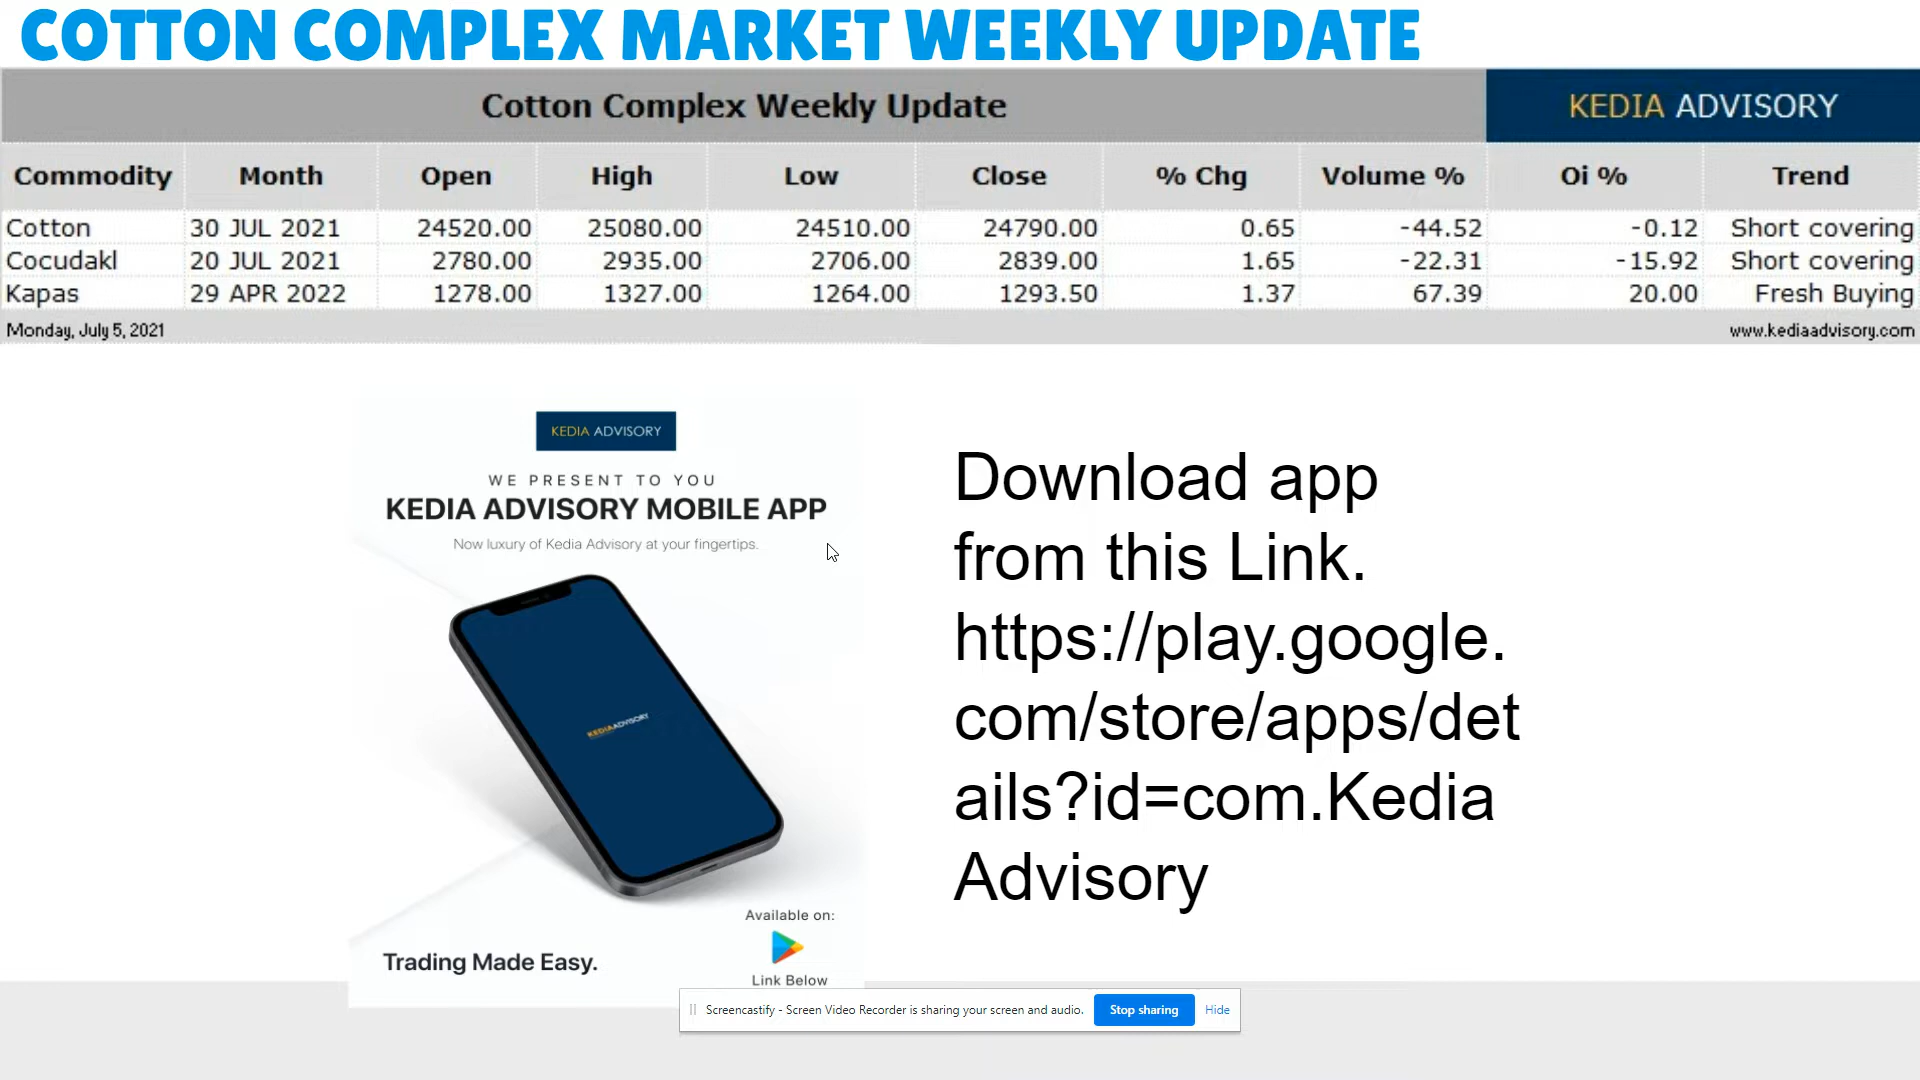 COTTON COMPLEX MARKET WEEKLY UPDATE
Cotton Complex Weekly Update KEDIA ADVISORY
Commodity Month Open High Low Close % Chg Volume % Oi % Trend
Cotton 30 JUL 2021 24520.00 25080.00 24510.00 24790.00 0.65 -44.52 -0.12 Short covering
Cocudakl 20 JUL 2021 2780.00 2935.00 2706.00 2839.00 1.65 -22.31 -15.92 Short covering
Kapas 29 APR 2022 1278.00 1327.00 1264.00 1293.50 1.37 67.39 20.00 Fresh Buying
Monday, July 5, 2021 www.kediaadvisory.com
KEDIA ADVISORY
WE PRESENT TO YOU
KEDIA ADVISORY MOBILE APP
Now luxury of Kedia Advisory at your fingertips.
KEDIAADVISORY
Available on:
Trading Made Easy.
Link Below
Download app
from this Link.
https://play.google.
com/store/apps/det
ails?id=com.Kedia
Advisory
Screencastify - Screen Video Recorder is sharing your screen and audio. Stop sharing Hide